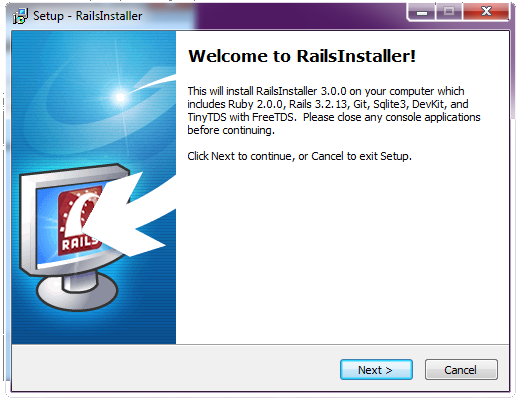 Setup - RailsInstaller
Welcome to RailsInstaller!
This will install RailsInstaller 3.0.0 on your computer which
includes Ruby 2.0.0, Rails 3.2.13, Git, Sqlite3, DevKit, and
TinyTDS with FreeTDS.  Please close any console applications
before continuing.
Click Next to continue, or Cancel to exit Setup.
RAILS
Next >
Cancel